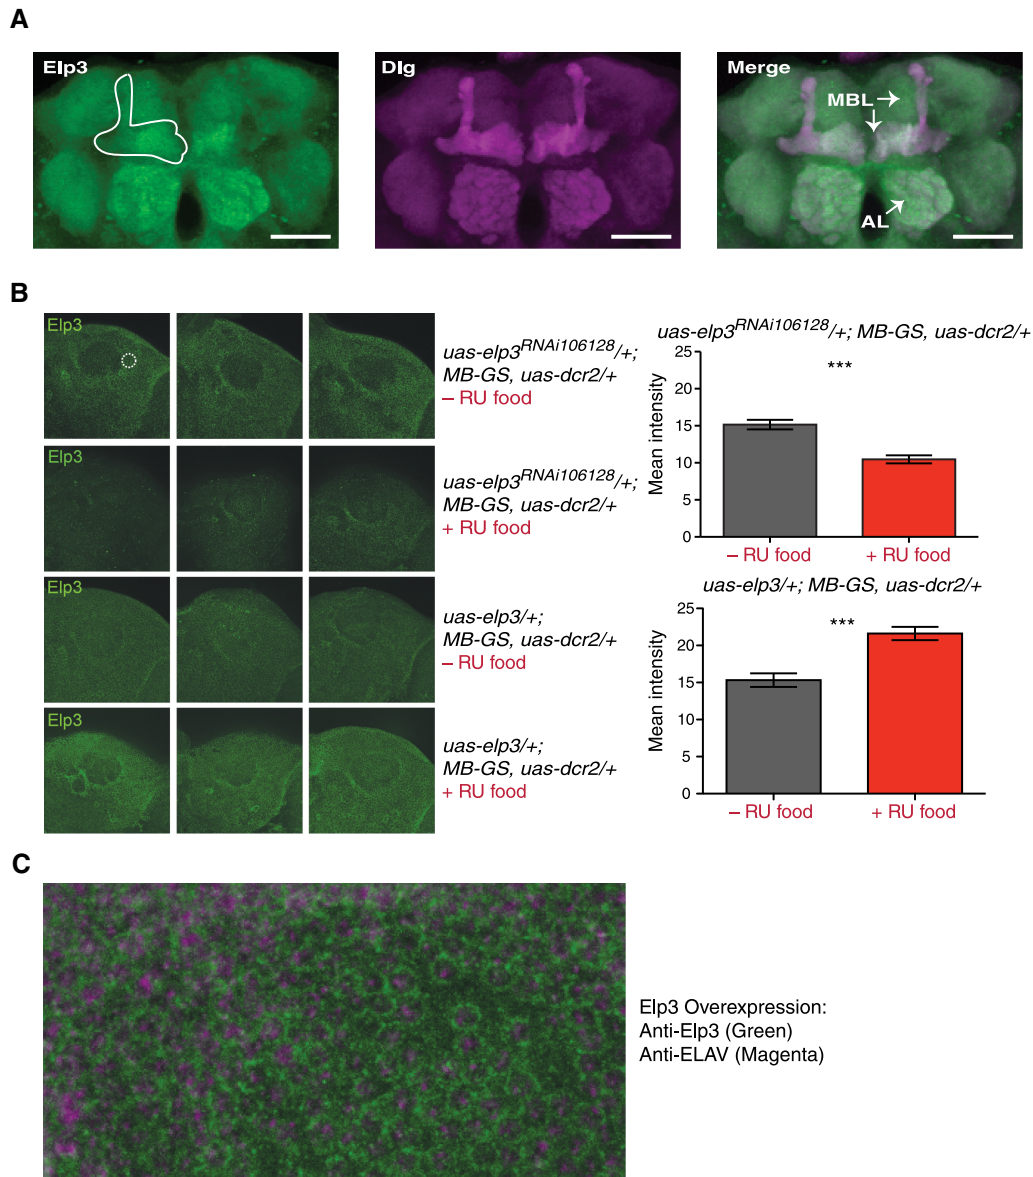 A
Elp3
Dlg
Merge
MBL
AL
B
Elp3
uas-elp3RNAi106128/+;
MB-GS, uas-dcr2/+
– RU food
Elp3
uas-elp3RNAi106128/+;
MB-GS, uas-dcr2/+
+ RU food
Elp3
uas-elp3/+;
MB-GS, uas-dcr2/+
– RU food
Elp3
uas-elp3/+;
MB-GS, uas-dcr2/+
+ RU food
uas-elp3RNAi106128/+; MB-GS, uas-dcr2/+
***
Mean intensity
25
20
15
10
5
0
– RU food
+ RU food
uas-elp3/+; MB-GS, uas-dcr2/+
***
Mean intensity
25
20
15
10
5
0
– RU food
+ RU food
C
Elp3 Overexpression:
Anti-Elp3 (Green)
Anti-ELAV (Magenta)